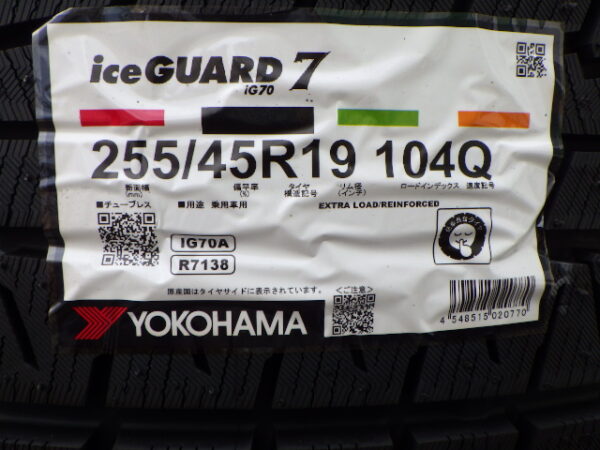 iceGUARD 7
iG70
255/45R19 104Q
断面幅
(mm)
偏平率
(%)
タイヤ
構造記号
リム径
(インチ)
ロードインデックス
速度記号
■チューブレス
■用途 乗用車用
EXTRA LOAD/REINFORCED
IG70A
R7138
原産国はタイヤサイドに表示されています。
<ご注意>
YOKOHAMA
4 548515 020770